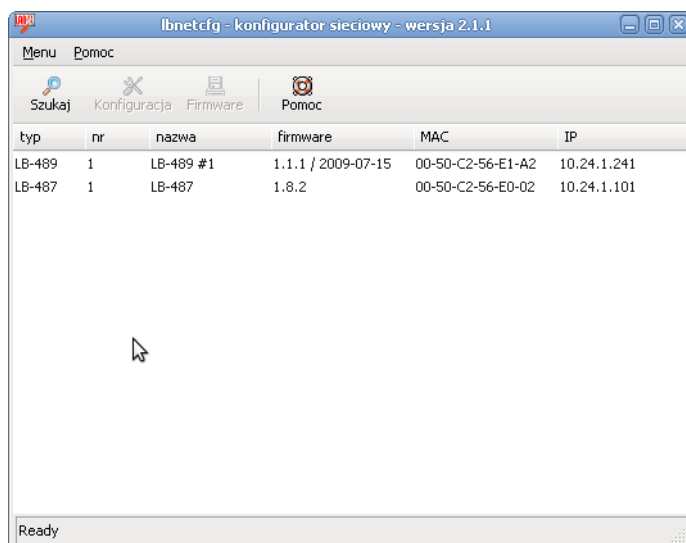 lbnetcfg - konfigurator sieciowy - wersja 2.1.1
Menu Pomoc
Szukaj Konfiguracja Firmware Pomoc
typ nr nazwa firmware MAC IP
LB-489 1 LB-489 #1 1.1.1 / 2009-07-15 00-50-C2-56-E1-A2 10.24.1.241
LB-487 1 LB-487 1.8.2 00-50-C2-56-E0-02 10.24.1.101
Ready